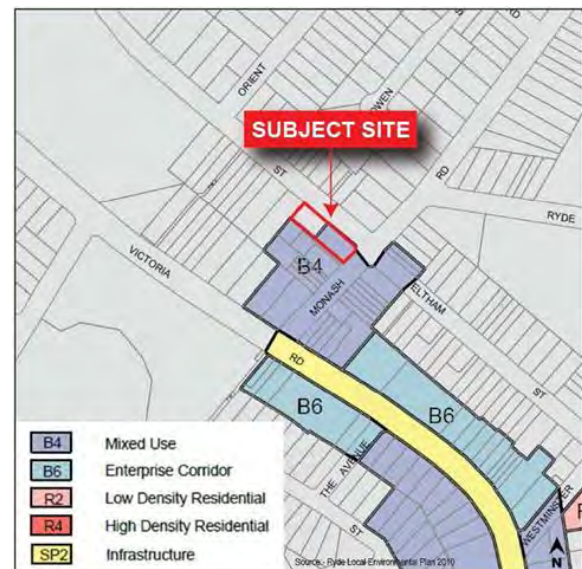 ORIENT
ST
RD
OWEN
SUBJECT SITE
ST
RD
RYDE
VICTORIA
B4
MONASH
ELTHAM
RD
B6
B6
ST
THE AVENUE
ST
WESTMINSTER
R
N
B4 Mixed Use
B6 Enterprise Corridor
R2 Low Density Residential
R4 High Density Residential
SP2 Infrastructure
Source: Ryde Local Environmental Plan 2010